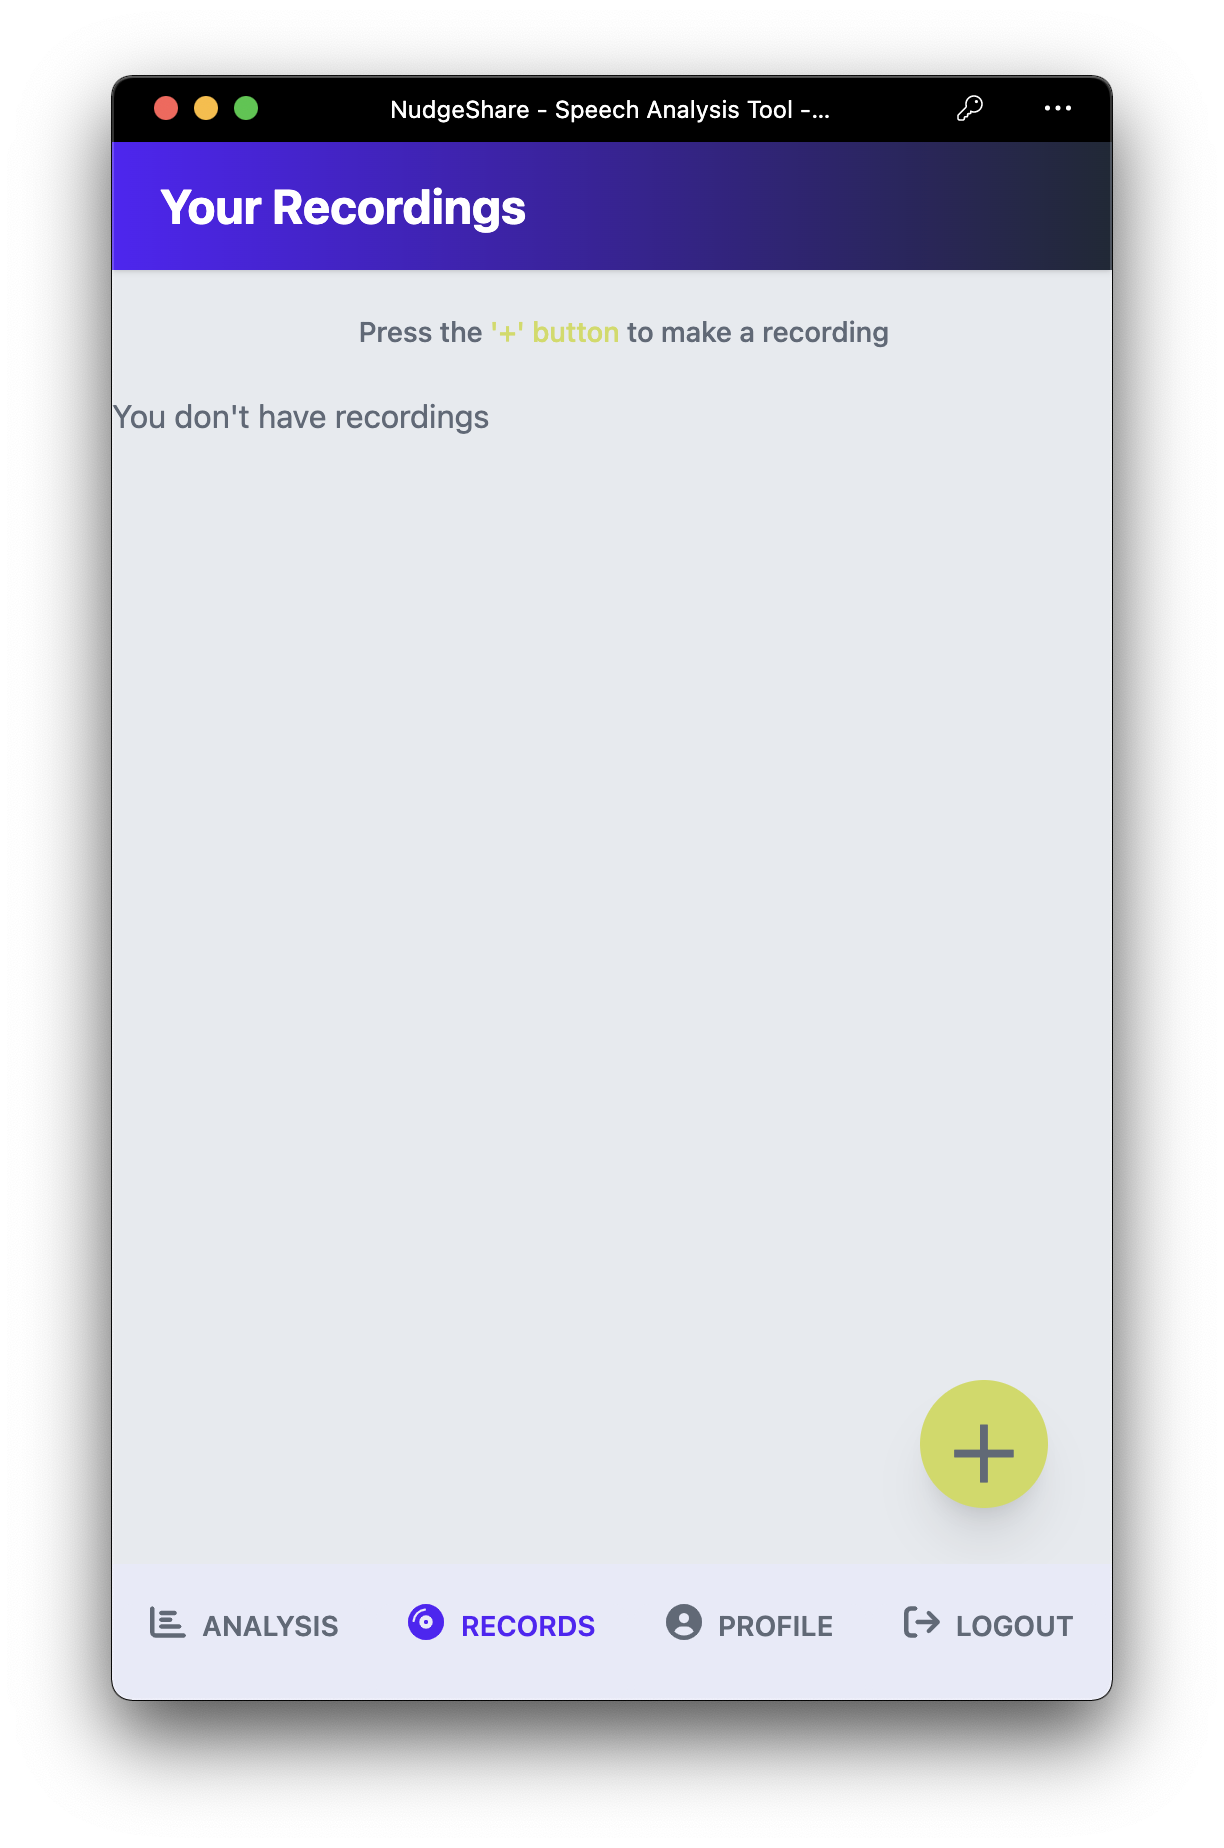 NudgeShare - Speech Analysis Tool -...
Your Recordings
Press the '+' button to make a recording
You don't have recordings
ANALYSIS
RECORDS
PROFILE
LOGOUT